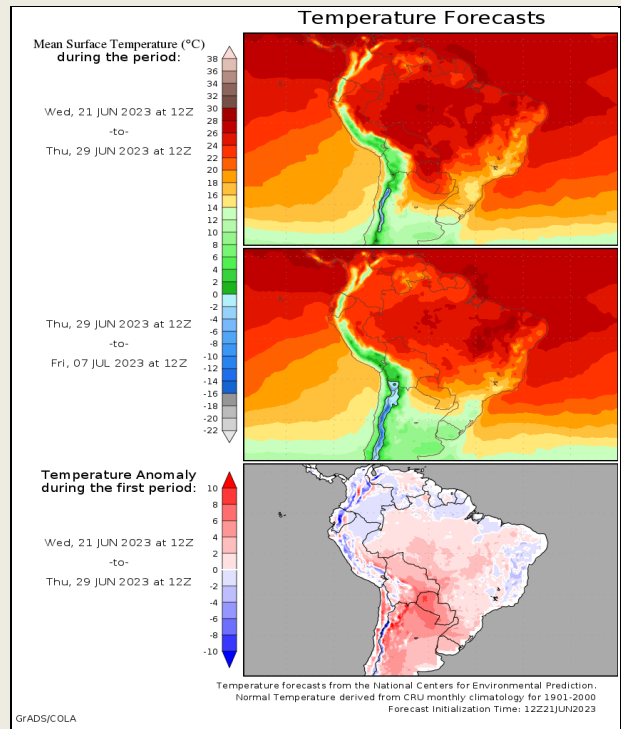 Temperature Forecasts
Mean Surface Temperature (°C)
during the period:
Wed, 21 JUN 2023 at 12Z
-to-
Thu, 29 JUN 2023 at 12Z
38
36
34
32
30
28
26
24
22
20
18
16
14
12
10
8
6
4
2
0
-2
-4
-6
-8
-10
-12
-14
-16
-18
-20
-22
Thu, 29 JUN 2023 at 12Z
-to-
Fri, 07 JUL 2023 at 12Z
Temperature Anomaly
during the first period:
Wed, 21 JUN 2023 at 12Z
-to-
Thu, 29 JUN 2023 at 12Z
10
8
6
4
2
0
-2
-4
-6
-8
-10
Temperature forecasts from the National Centers for Environmental Prediction.
Normal Temperature derived from CRU monthly climatology for 1901-2000
Forecast Initialization Time: 12Z21JUN2023
GrADS/COLA